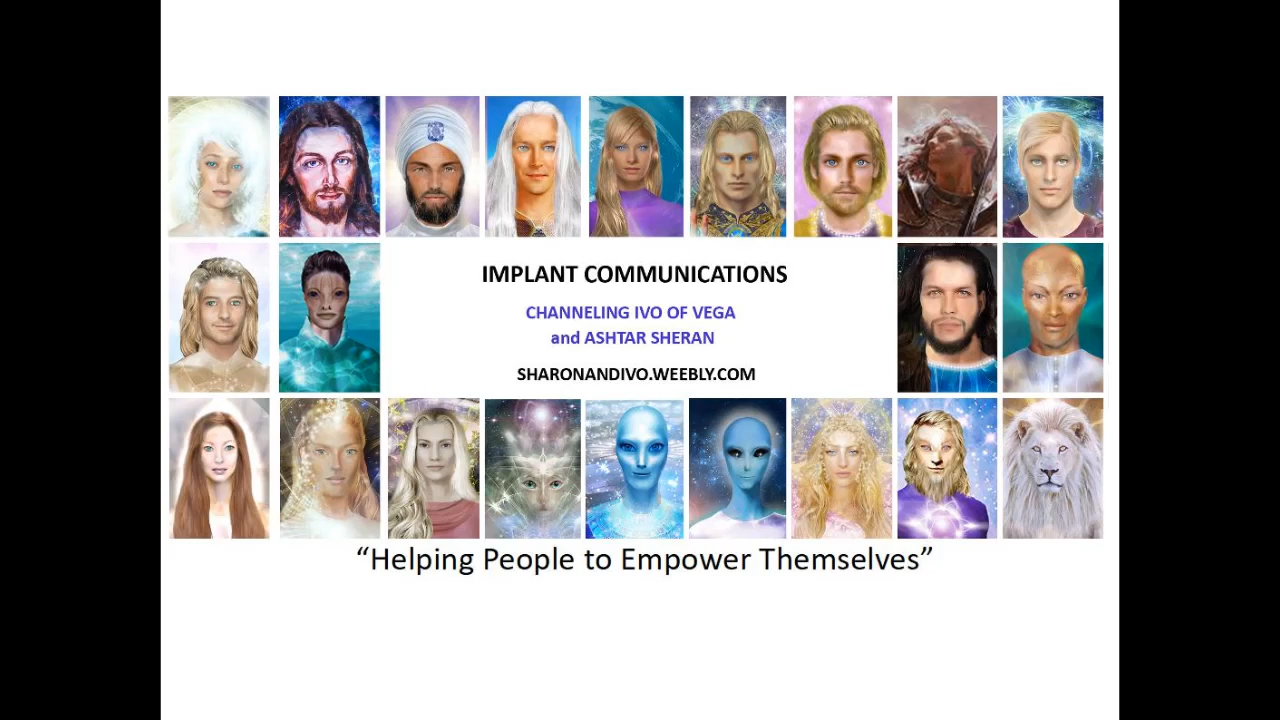 IMPLANT COMMUNICATIONS
CHANNELING IVO OF VEGA
and ASHTAR SHERAN
SHARONANDIVO.WEEBLY.COM
“Helping People to Empower Themselves”